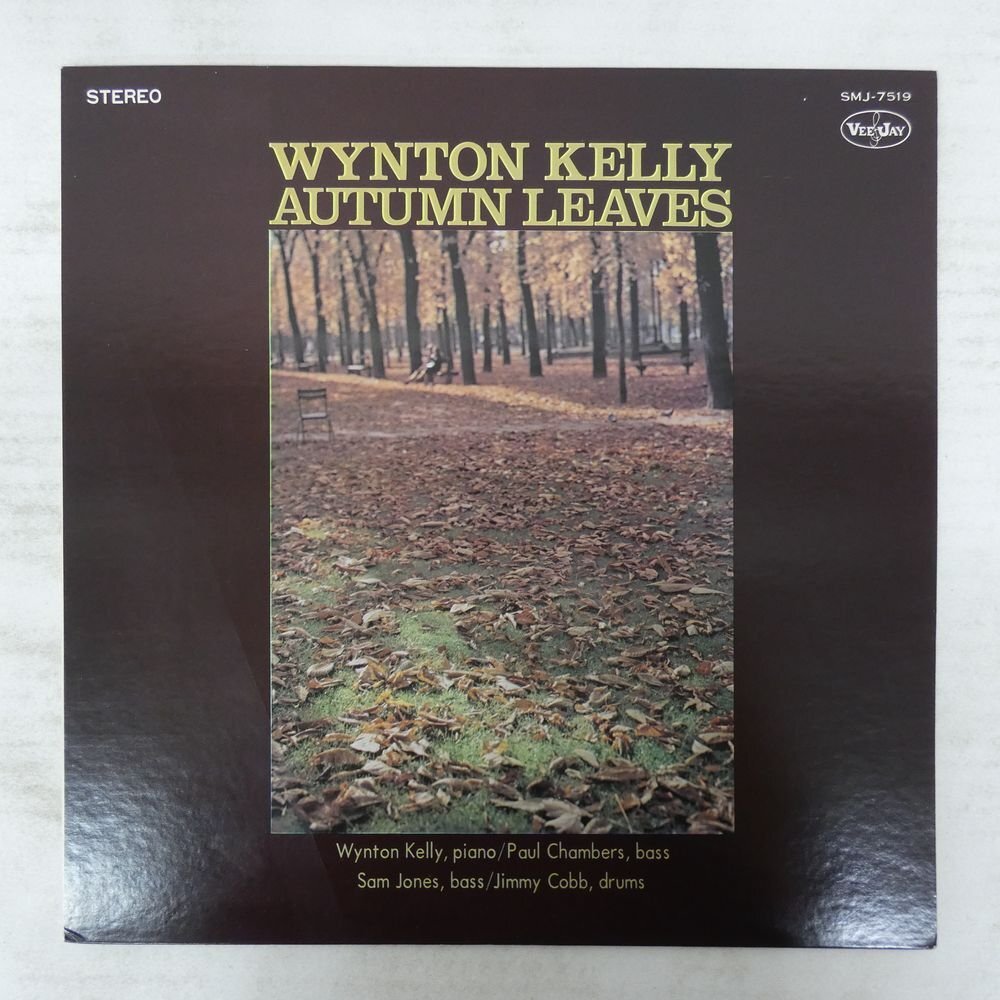 STEREO
SMJ-7519
VEE JAY
WYNTON KELLY
AUTUMN LEAVES
Wynton Kelly, piano/Paul Chambers, bass
Sam Jones, bass/Jimmy Cobb, drums